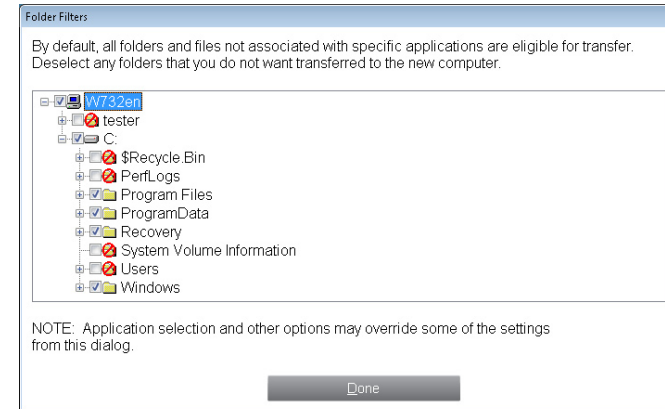 Folder Filters
By default, all folders and files not associated with specific applications are eligible for transfer.
Deselect any folders that you do not want transferred to the new computer.
W732en
tester
C:
$Recycle.Bin
PerfLogs
Program Files
ProgramData
Recovery
System Volume Information
Users
Windows
NOTE: Application selection and other options may override some of the settings
from this dialog.
Done